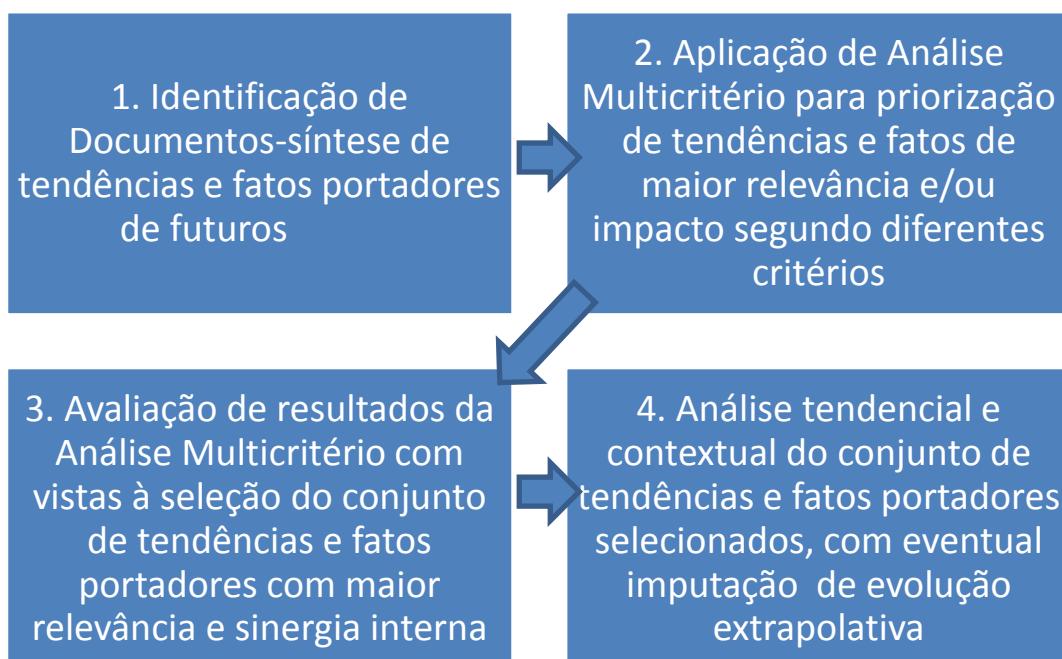 1. Identificação de
Documentos-síntese de
tendências e fatos portadores
de futuros
2. Aplicação de Análise
Multicritério para priorização
de tendências e fatos de
maior relevância e/ou
impacto segundo diferentes
critérios
3. Avaliação de resultados da
Análise Multicritério com
vistas à seleção do conjunto
de tendências e fatos
portadores com maior
relevância e sinergia interna
4. Análise tendencial e
contextual do conjunto de
tendências e fatos portadores
selecionados, com eventual
imputação de evolução
extrapolativa